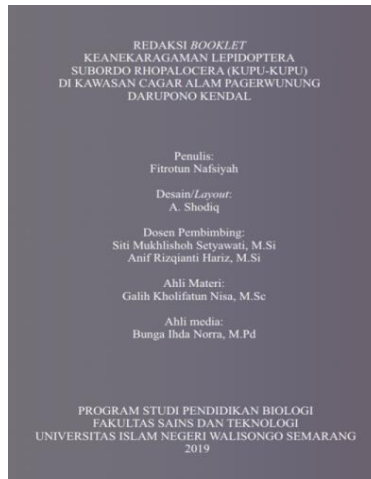 REDAKSI BOOKLET
KEANEKARAGAMAN LEPIDOPTERA
SUBORDO RHOPALOCERA (KUPU-KUPU)
DI KAWASAN CAGAR ALAM PAGERWUNUNG
DARUPONO KENDAL
Penulis:
Fitrotun Nafsiyah
Desain/Layout:
A. Shodiq
Dosen Pembimbing:
Siti Mukhlishoh Setyawati, M.Si
Anif Rizqianti Hariz, M.Si
Ahli Materi:
Galih Kholifatun Nisa, M.Sc
Ahli media:
Bunga Ihda Norra, M.Pd
PROGRAM STUDI PENDIDIKAN BIOLOGI
FAKULTAS SAINS DAN TEKNOLOGI
UNIVERSITAS ISLAM NEGERI WALISONGO SEMARANG
2019